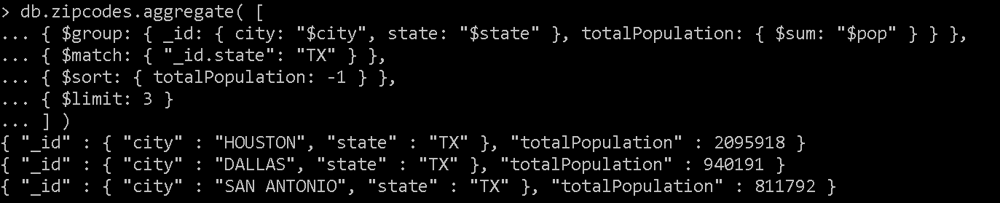 > db.zipcodes.aggregate( [
... { $group: { _id: { city: "$city", state: "$state" }, totalPopulation: { $sum: "$pop" } } },
... { $match: { "_id.state": "TX" } },
... { $sort: { totalPopulation: -1 } },
... { $limit: 3 }
... ] )
{ "_id" : { "city" : "HOUSTON", "state" : "TX" }, "totalPopulation" : 2095918 }
{ "_id" : { "city" : "DALLAS", "state" : "TX" }, "totalPopulation" : 940191 }
{ "_id" : { "city" : "SAN ANTONIO", "state" : "TX" }, "totalPopulation" : 811792 }